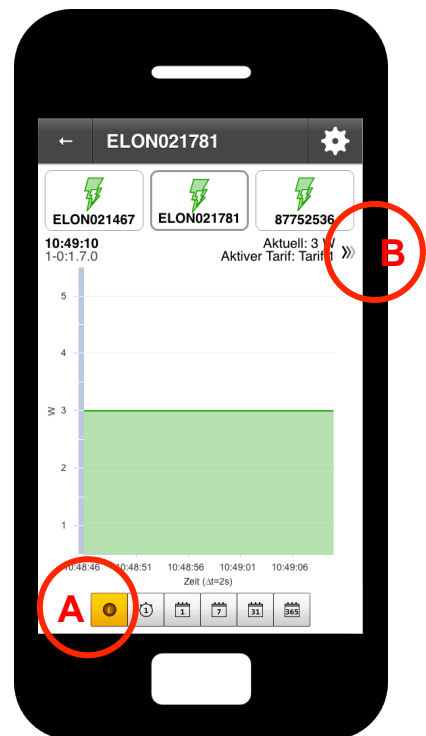 ← ELON021781
ELON021467 ELON021781 87752536
10:49:10 Aktuell: 3 W
1-0:1.7.0 Aktiver Tarif: Tarif 1
B
5
4
W 3
2
1
10:48:46 10:48:51 10:48:56 10:49:01 10:49:06
Zeit (Δt=2s)
A 1 1 7 31 365